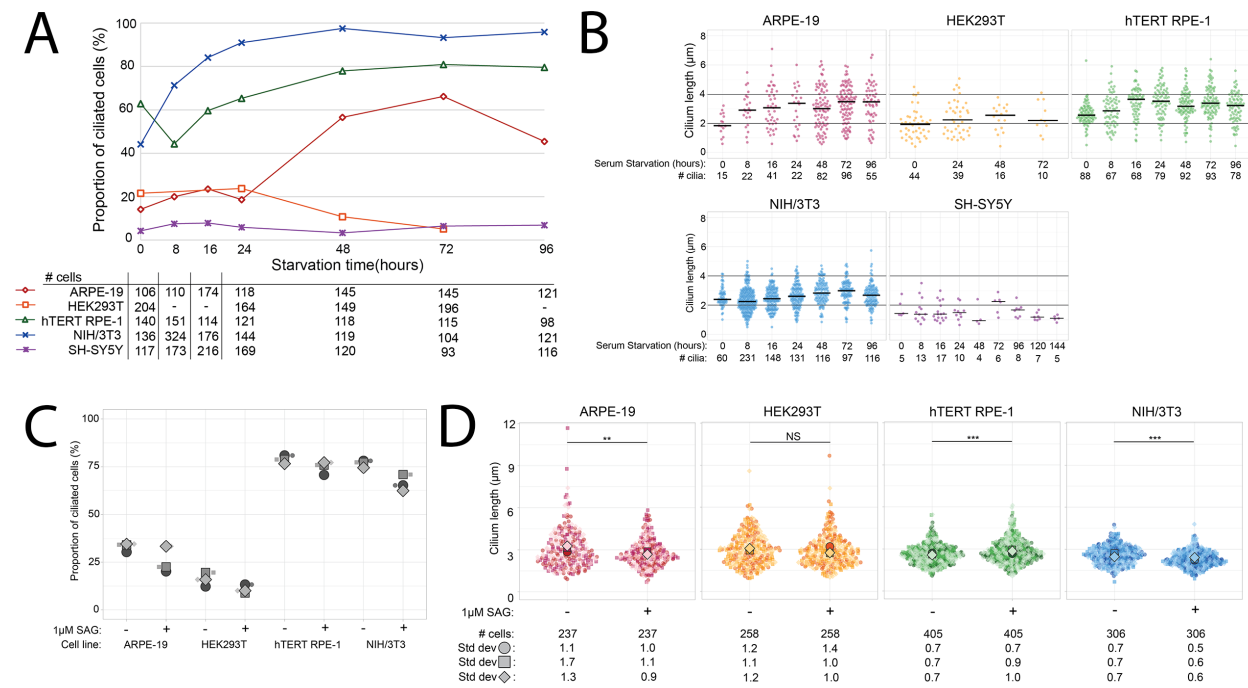 A
Proportion of ciliated cells (%)
100
80
60
40
20
0
0 8 16 24 48 72 96
Starvation time(hours)
# cells
ARPE-19 106 110 174 118 145 145 121
HEK293T 204 - - 164 149 196 -
hTERT RPE-1 140 151 114 121 118 115 98
NIH/3T3 136 324 176 144 119 104 121
SH-SY5Y 117 173 216 169 120 93 116
B
ARPE-19 HEK293T hTERT RPE-1
Cilium length (µm)
8
6
4
2
0
Serum Starvation (hours): 0 8 16 24 48 72 96 0 24 48 72 0 8 16 24 48 72 96
# cilia: 15 22 41 22 82 96 55 44 39 16 10 88 67 68 79 92 93 78
NIH/3T3 SH-SY5Y
Cilium length (µm)
8
6
4
2
0
Serum Starvation (hours): 0 8 16 24 48 72 96 0 8 16 24 48 72 96 120 144
# cilia: 60 231 148 131 116 97 116 5 13 17 10 4 6 8 7 5
C
Proportion of ciliated cells (%)
100
75
50
25
0
1µM SAG: - + - + - + - +
Cell line: ARPE-19 HEK293T hTERT RPE-1 NIH/3T3
D
ARPE-19 HEK293T hTERT RPE-1 NIH/3T3
Cilium length (µm)
12
9
6
3
0
** NS *** ***
1µM SAG: - + - + - + - +
# cells: 237 237 258 258 405 405 306 306
Std dev : 1.1 1.0 1.2 1.4 0.7 0.7 0.7 0.5
Std dev : 1.7 1.1 1.1 1.0 0.7 0.9 0.7 0.6
Std dev : 1.3 0.9 1.2 1.0 0.7 1.0 0.7 0.6